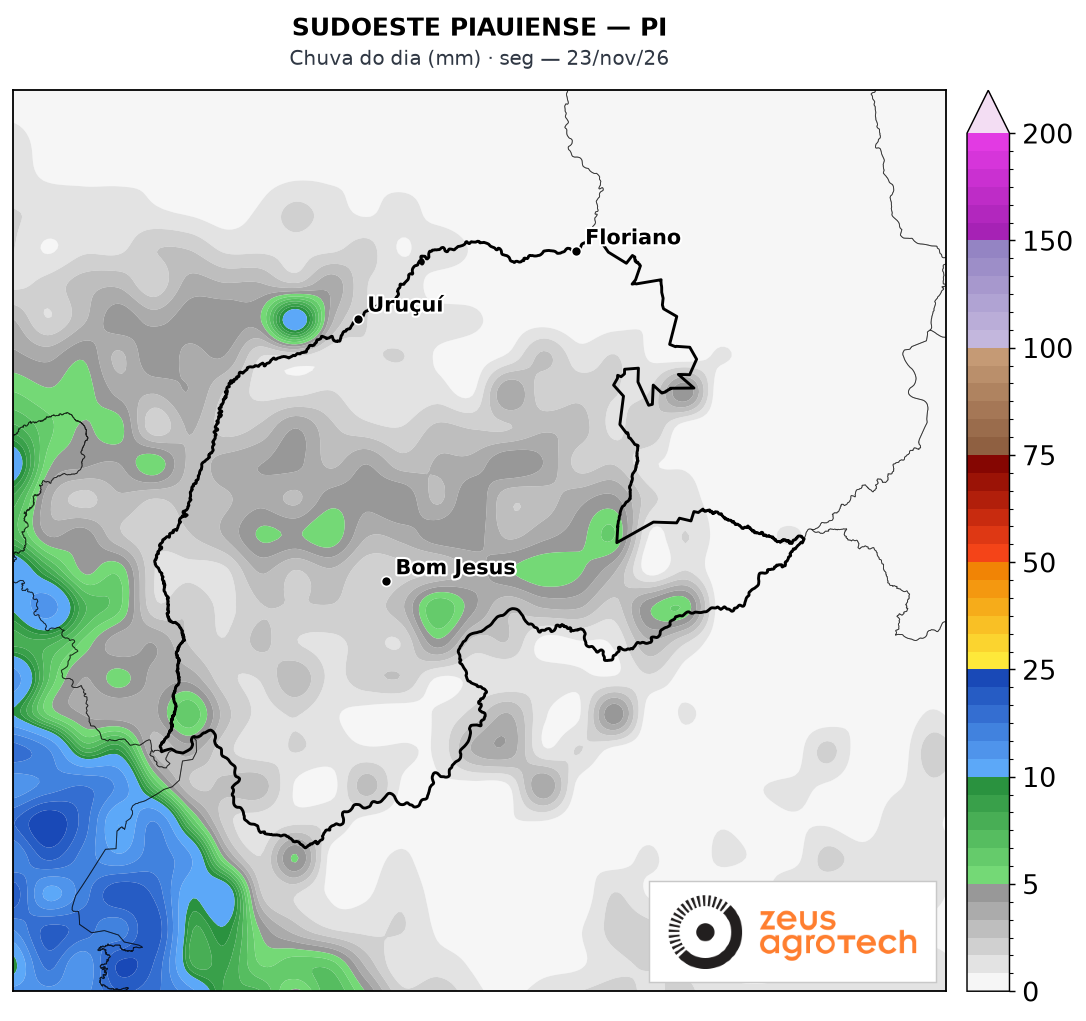 SUDOESTE PIAUIENSE — PI
Chuva do dia (mm) · seg — 23/nov/26
Floriano
Uruçuí
Bom Jesus
200
150
100
75
50
25
10
5
0
zeus
agrotech